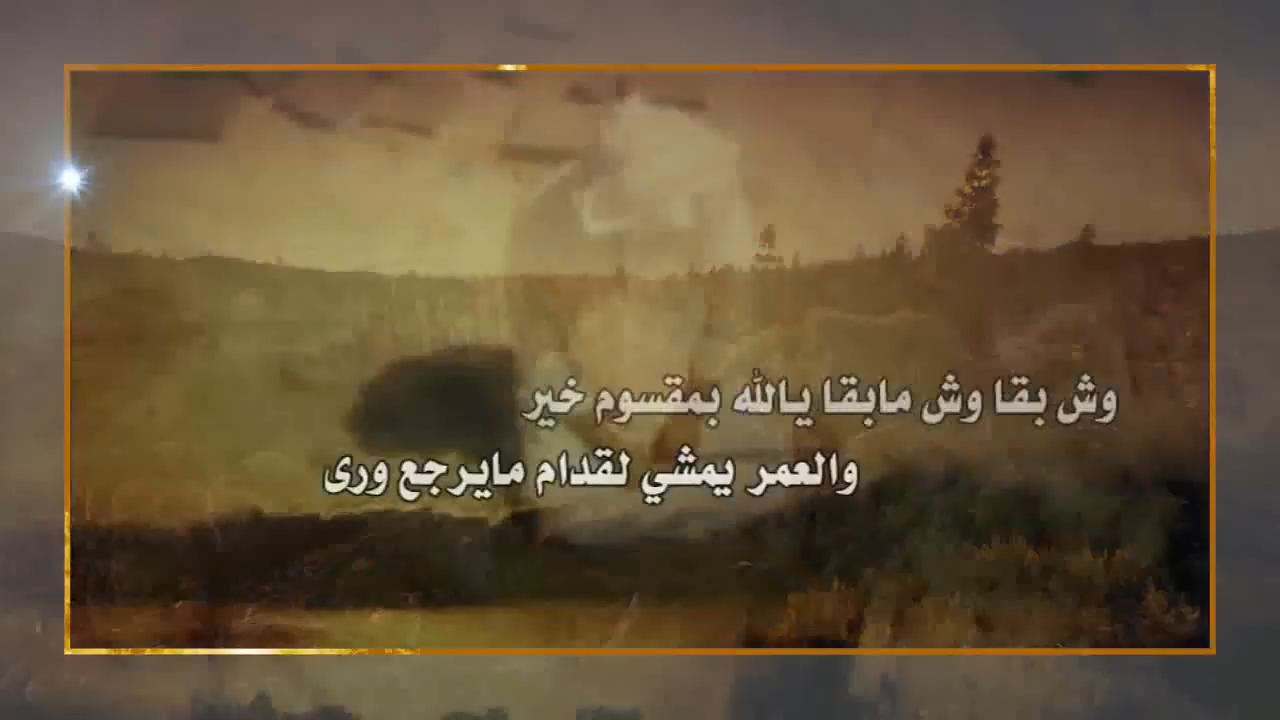 وش بقا وش مابقا يالله بمقسوم خير
والعمر يمشي لقدام مايرجع ورى